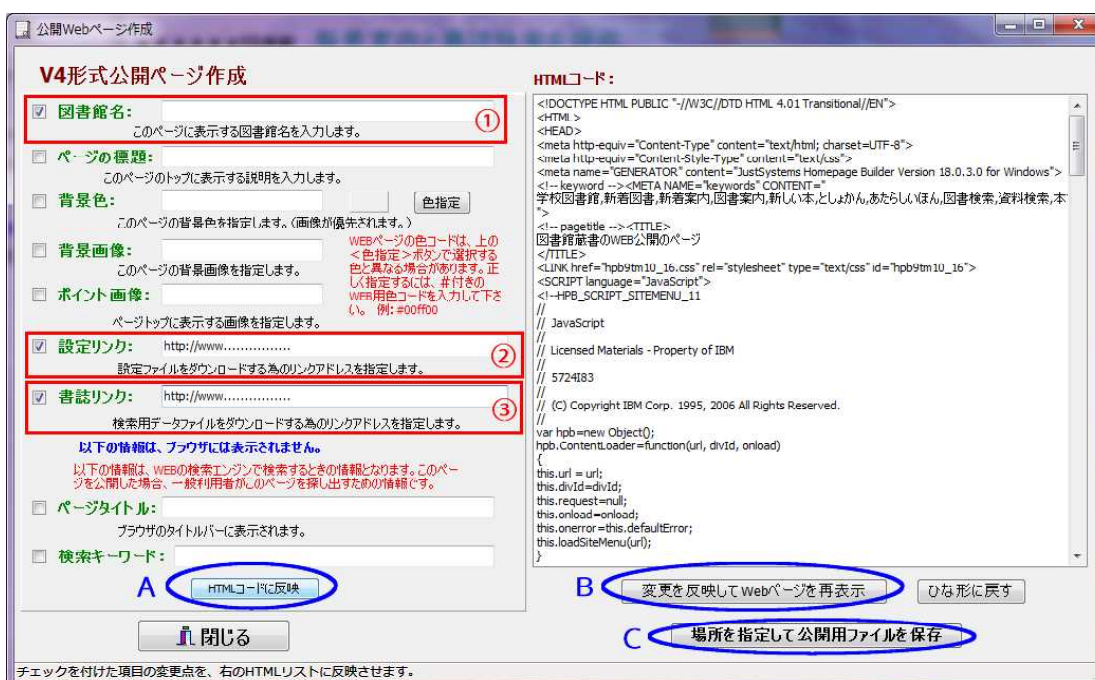 公開Webページ作成
V4形式公開ページ作成
図書館名:
①
このページに表示する図書館名を入力します。
ページの標題:
このページのトップに表示する説明を入力します。
背景色:
色指定
このページの背景色を指定します。(画像が優先されます。)
背景画像:
このページの背景画像を指定します。
WEBページの色コードは、上の
<色指定>ボタンで選択する
色と異なる場合があります。正
しく指定するには、#付きの
WEB用色コードを入力して下さ
い。 例:#00ff00
ポイント画像:
ページトップに表示する画像を指定します。
設定リンク:
http://www................
②
設定ファイルをダウンロードする為のリンクアドレスを指定します。
書誌リンク:
http://www................
③
検索用データファイルをダウンロードする為のリンクアドレスを指定します。
以下の情報は、ブラウザには表示されません。
以下の情報は、WEBの検索エンジンで検索するときの情報となります。このペー
ジを公開した場合、一般利用者がこのページを探し出すための情報です。
ページタイトル:
ブラウザのタイトルバーに表示されます。
検索キーワード:
A
HTMLコードに反映
閉じる
HTMLコード:
<!DOCTYPE HTML PUBLIC "-//W3C//DTD HTML 4.01 Transitional//EN">
<HTML>
<HEAD>
<meta http-equiv="Content-Type" content="text/html; charset=UTF-8">
<meta http-equiv="Content-Style-Type" content="text/css">
<meta name="GENERATOR" content="JustSystems Homepage Builder Version 18.0.3.0 for Windows">
<!-- keyword --><META NAME="keywords" CONTENT="
学校図書館,新着図書,新着案内,図書案内,新しい本,としょかん,あたらしいほん,図書検索,資料検索,本
">
<!-- pagetitle --><TITLE>
図書館蔵書のWEB公開のページ
</TITLE>
<LINK href="hpb9tm10_16.css" rel="stylesheet" type="text/css" id="hpb9tm10_16">
<SCRIPT language="JavaScript">
<!--HPB_SCRIPT_SITEMENU_11
//
// JavaScript
//
// Licensed Materials - Property of IBM
//
// 5724I83
//
// (C) Copyright IBM Corp. 1995, 2006 All Rights Reserved.
//
var hpb=new Object();
hpb.ContentLoader=function(url, divId, onload)
{
this.url = url;
this.divId=divId;
this.request=null;
this.onload=onload;
this.onerror=this.defaultError;
this.loadSiteMenu(url);
}
B
変更を反映してWebページを再表示
ひな形に戻す
C
場所を指定して公開用ファイルを保存
チェックを付けた項目の変更点を、右のHTMLリストに反映させます。